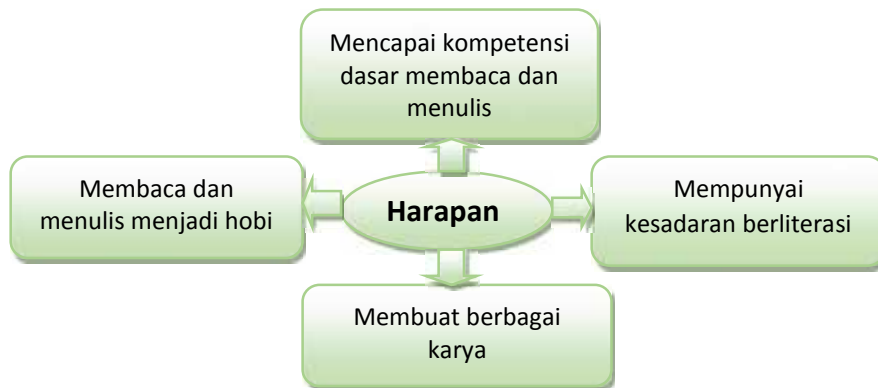 Mencapai kompetensi
dasar membaca dan
menulis
Membaca dan
menulis menjadi hobi
Harapan
Mempunyai
kesadaran berliterasi
Membuat berbagai
karya